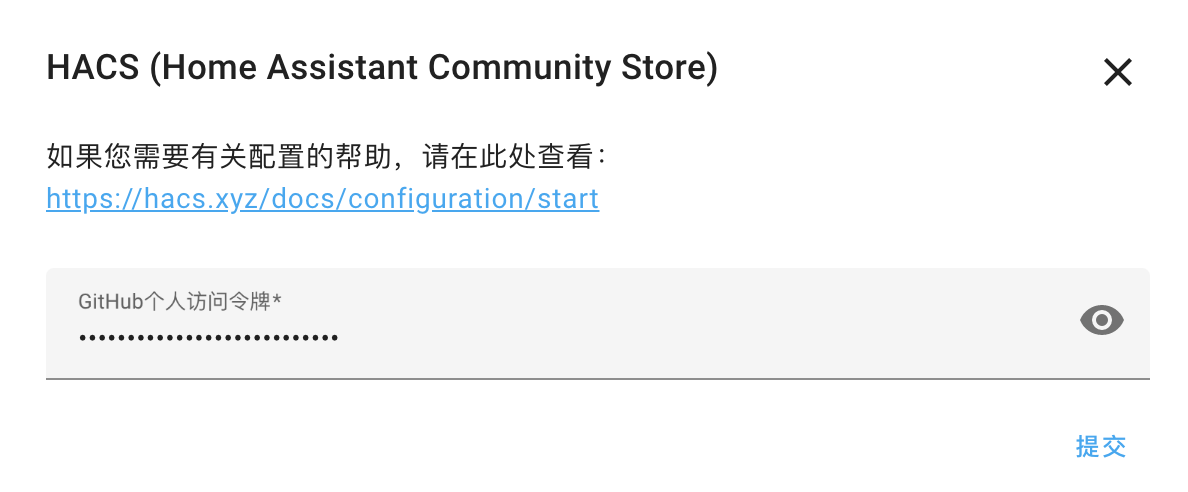 HACS (Home Assistant Community Store)
如果您需要有关配置的帮助，请在此处查看：
https://hacs.xyz/docs/configuration/start
GitHub个人访问令牌*
•••••••••••••••••••••••••••
提交